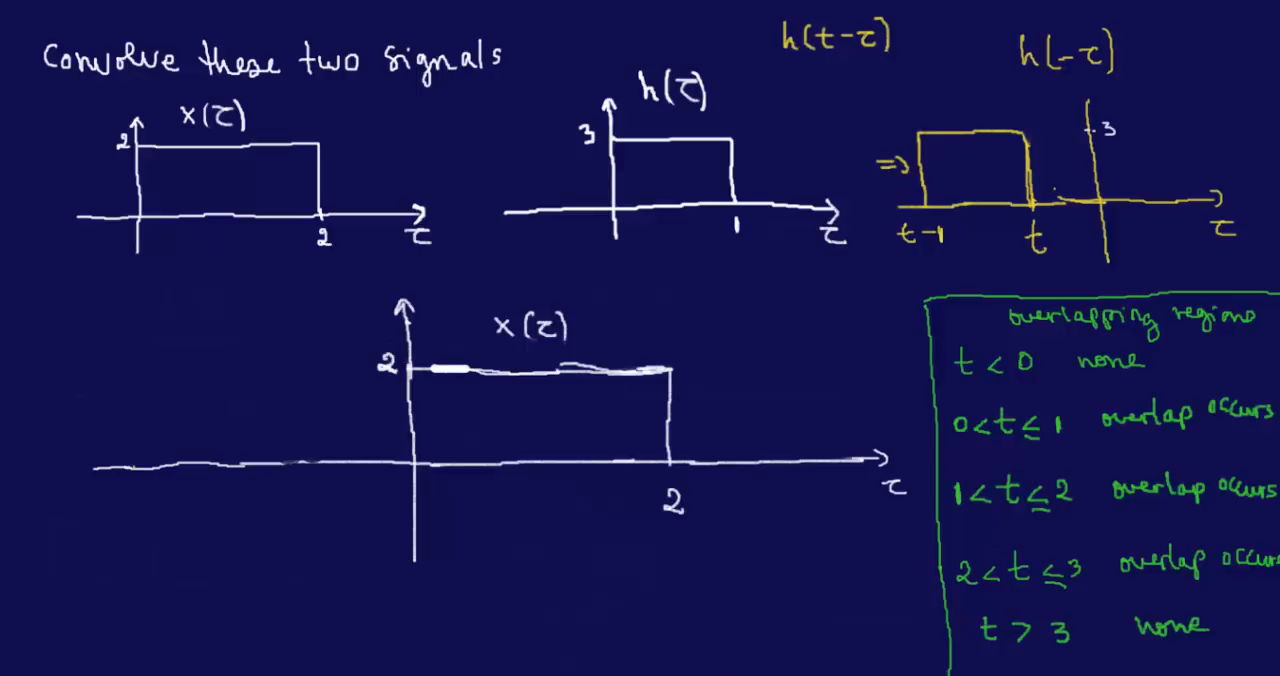 Convolve these two signals
h(t-τ)
h(-τ)
x(τ)
h(τ)
2
3
3
=>
2
τ
1
τ
t-1
t
τ
x(τ)
2
2
τ
overlapping regions
t < 0 none
0 < t ≤ 1 overlap occurs
1 < t ≤ 2 overlap occurs
2 < t ≤ 3 overlap occurs
t > 3 none